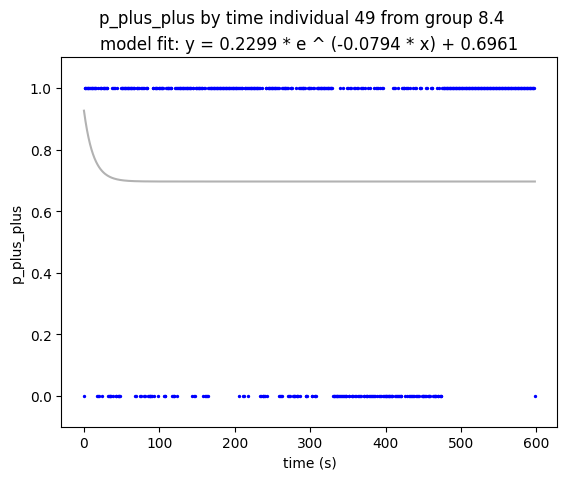 p_plus_plus by time individual 49 from group 8.4
model fit: y = 0.2299 * e ^ (-0.0794 * x) + 0.6961
1.0
0.8
0.6
0.4
0.2
0.0
p_plus_plus
0 100 200 300 400 500 600
time (s)